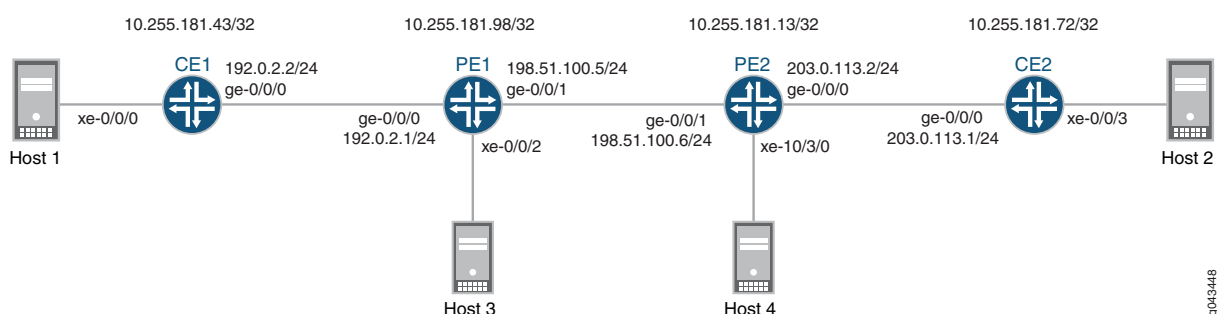 10.255.181.43/32
10.255.181.98/32
10.255.181.13/32
10.255.181.72/32
CE1
192.0.2.2/24
ge-0/0/0
PE1
198.51.100.5/24
ge-0/0/1
PE2
203.0.113.2/24
ge-0/0/0
CE2
xe-0/0/0
ge-0/0/0
192.0.2.1/24
xe-0/0/2
ge-0/0/1
198.51.100.6/24
xe-10/3/0
ge-0/0/0
203.0.113.1/24
xe-0/0/3
Host 1
Host 2
Host 3
Host 4
g043448